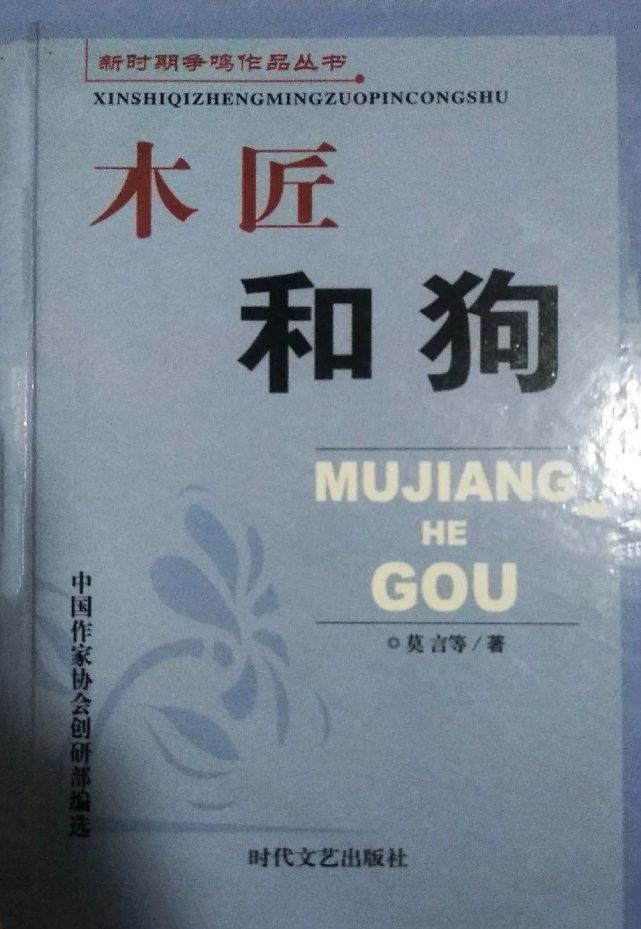 新时期争鸣作品丛书
XINSHIQIZHENGMINGZUOPINCONGSHU
木匠
和狗
MUJIANG
HE
GOU
莫言等/著
中国作家协会创研部编选
时代文艺出版社